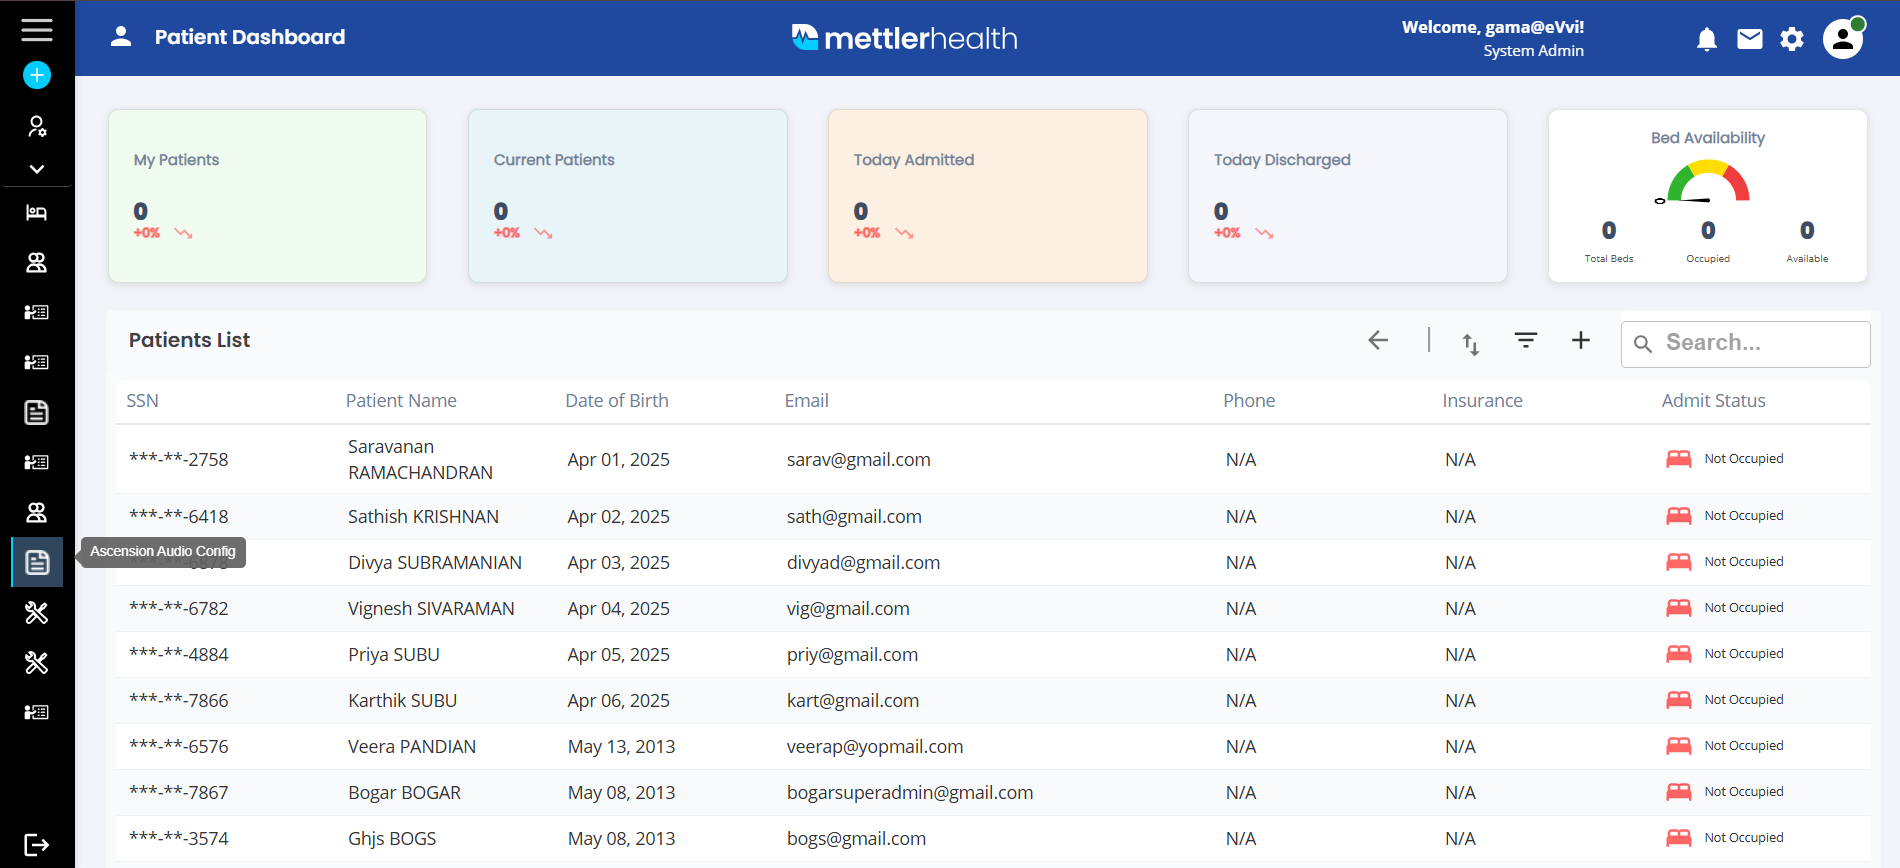 Patient Dashboard
mettlerhealth
Welcome, gama@eVvi!
System Admin
My Patients
0
+0%
Current Patients
0
+0%
Today Admitted
0
+0%
Today Discharged
0
+0%
Bed Availability
0
0 0 0
Total Beds Occupied Available
Patients List
Search...
SSN Patient Name Date of Birth Email Phone Insurance Admit Status
***-**-2758 Saravanan RAMACHANDRAN Apr 01, 2025 sarav@gmail.com N/A N/A Not Occupied
***-**-6418 Sathish KRISHNAN Apr 02, 2025 sath@gmail.com N/A N/A Not Occupied
Ascension Audio Config
***-**-6878 Divya SUBRAMANIAN Apr 03, 2025 divyad@gmail.com N/A N/A Not Occupied
***-**-6782 Vignesh SIVARAMAN Apr 04, 2025 vig@gmail.com N/A N/A Not Occupied
***-**-4884 Priya SUBU Apr 05, 2025 priy@gmail.com N/A N/A Not Occupied
***-**-7866 Karthik SUBU Apr 06, 2025 kart@gmail.com N/A N/A Not Occupied
***-**-6576 Veera PANDIAN May 13, 2013 veerap@yopmail.com N/A N/A Not Occupied
***-**-7867 Bogar BOGAR May 08, 2013 bogarsuperadmin@gmail.com N/A N/A Not Occupied
***-**-3574 Ghjs BOGS May 08, 2013 bogs@gmail.com N/A N/A Not Occupied